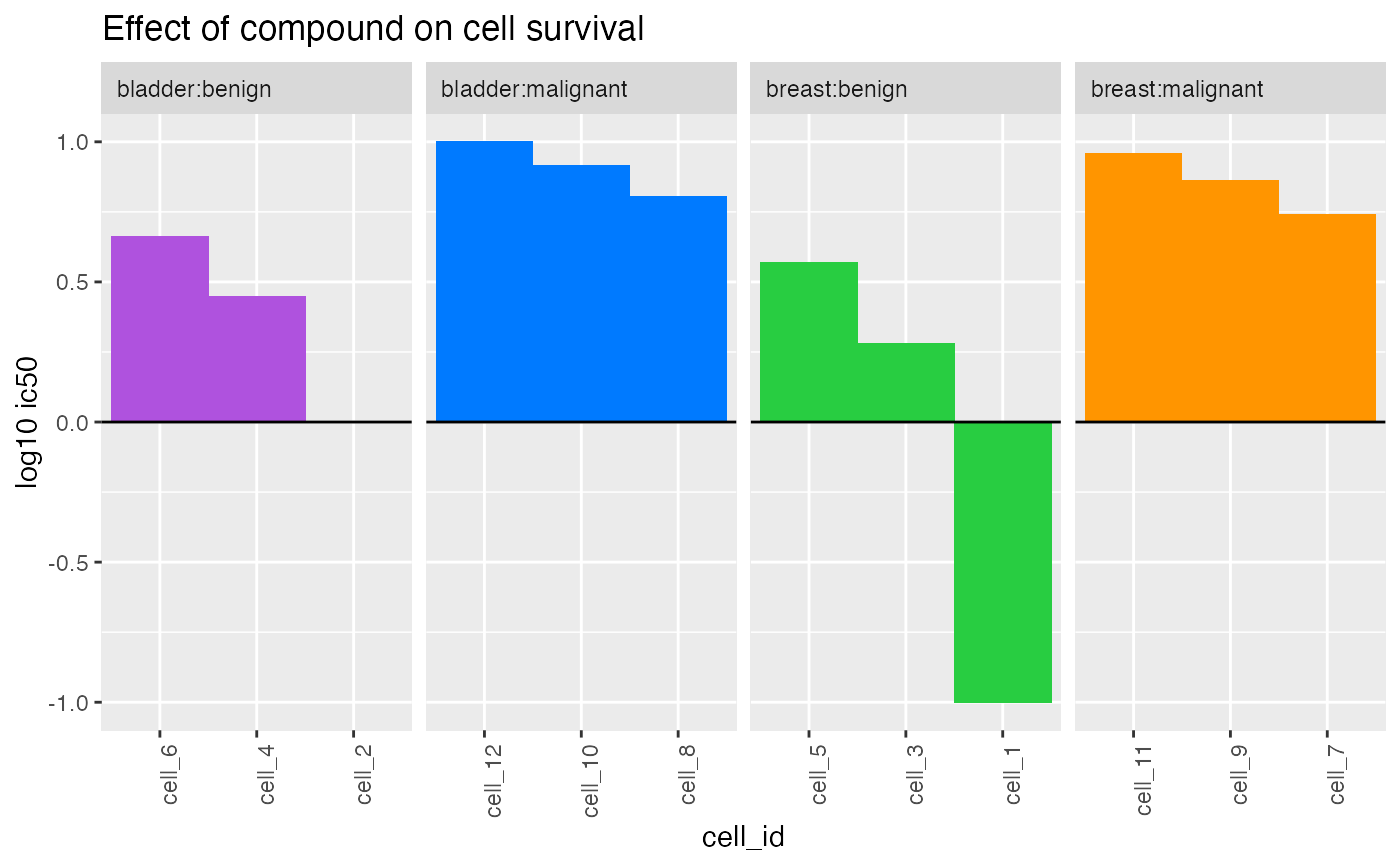 Effect of compound on cell survival
bladder:benign
bladder:malignant
breast:benign
breast:malignant
log10 ic50
1.0
0.5
0.0
-0.5
-1.0
cell_6
cell_4
cell_2
cell_12
cell_10
cell_8
cell_5
cell_3
cell_1
cell_11
cell_9
cell_7
cell_id